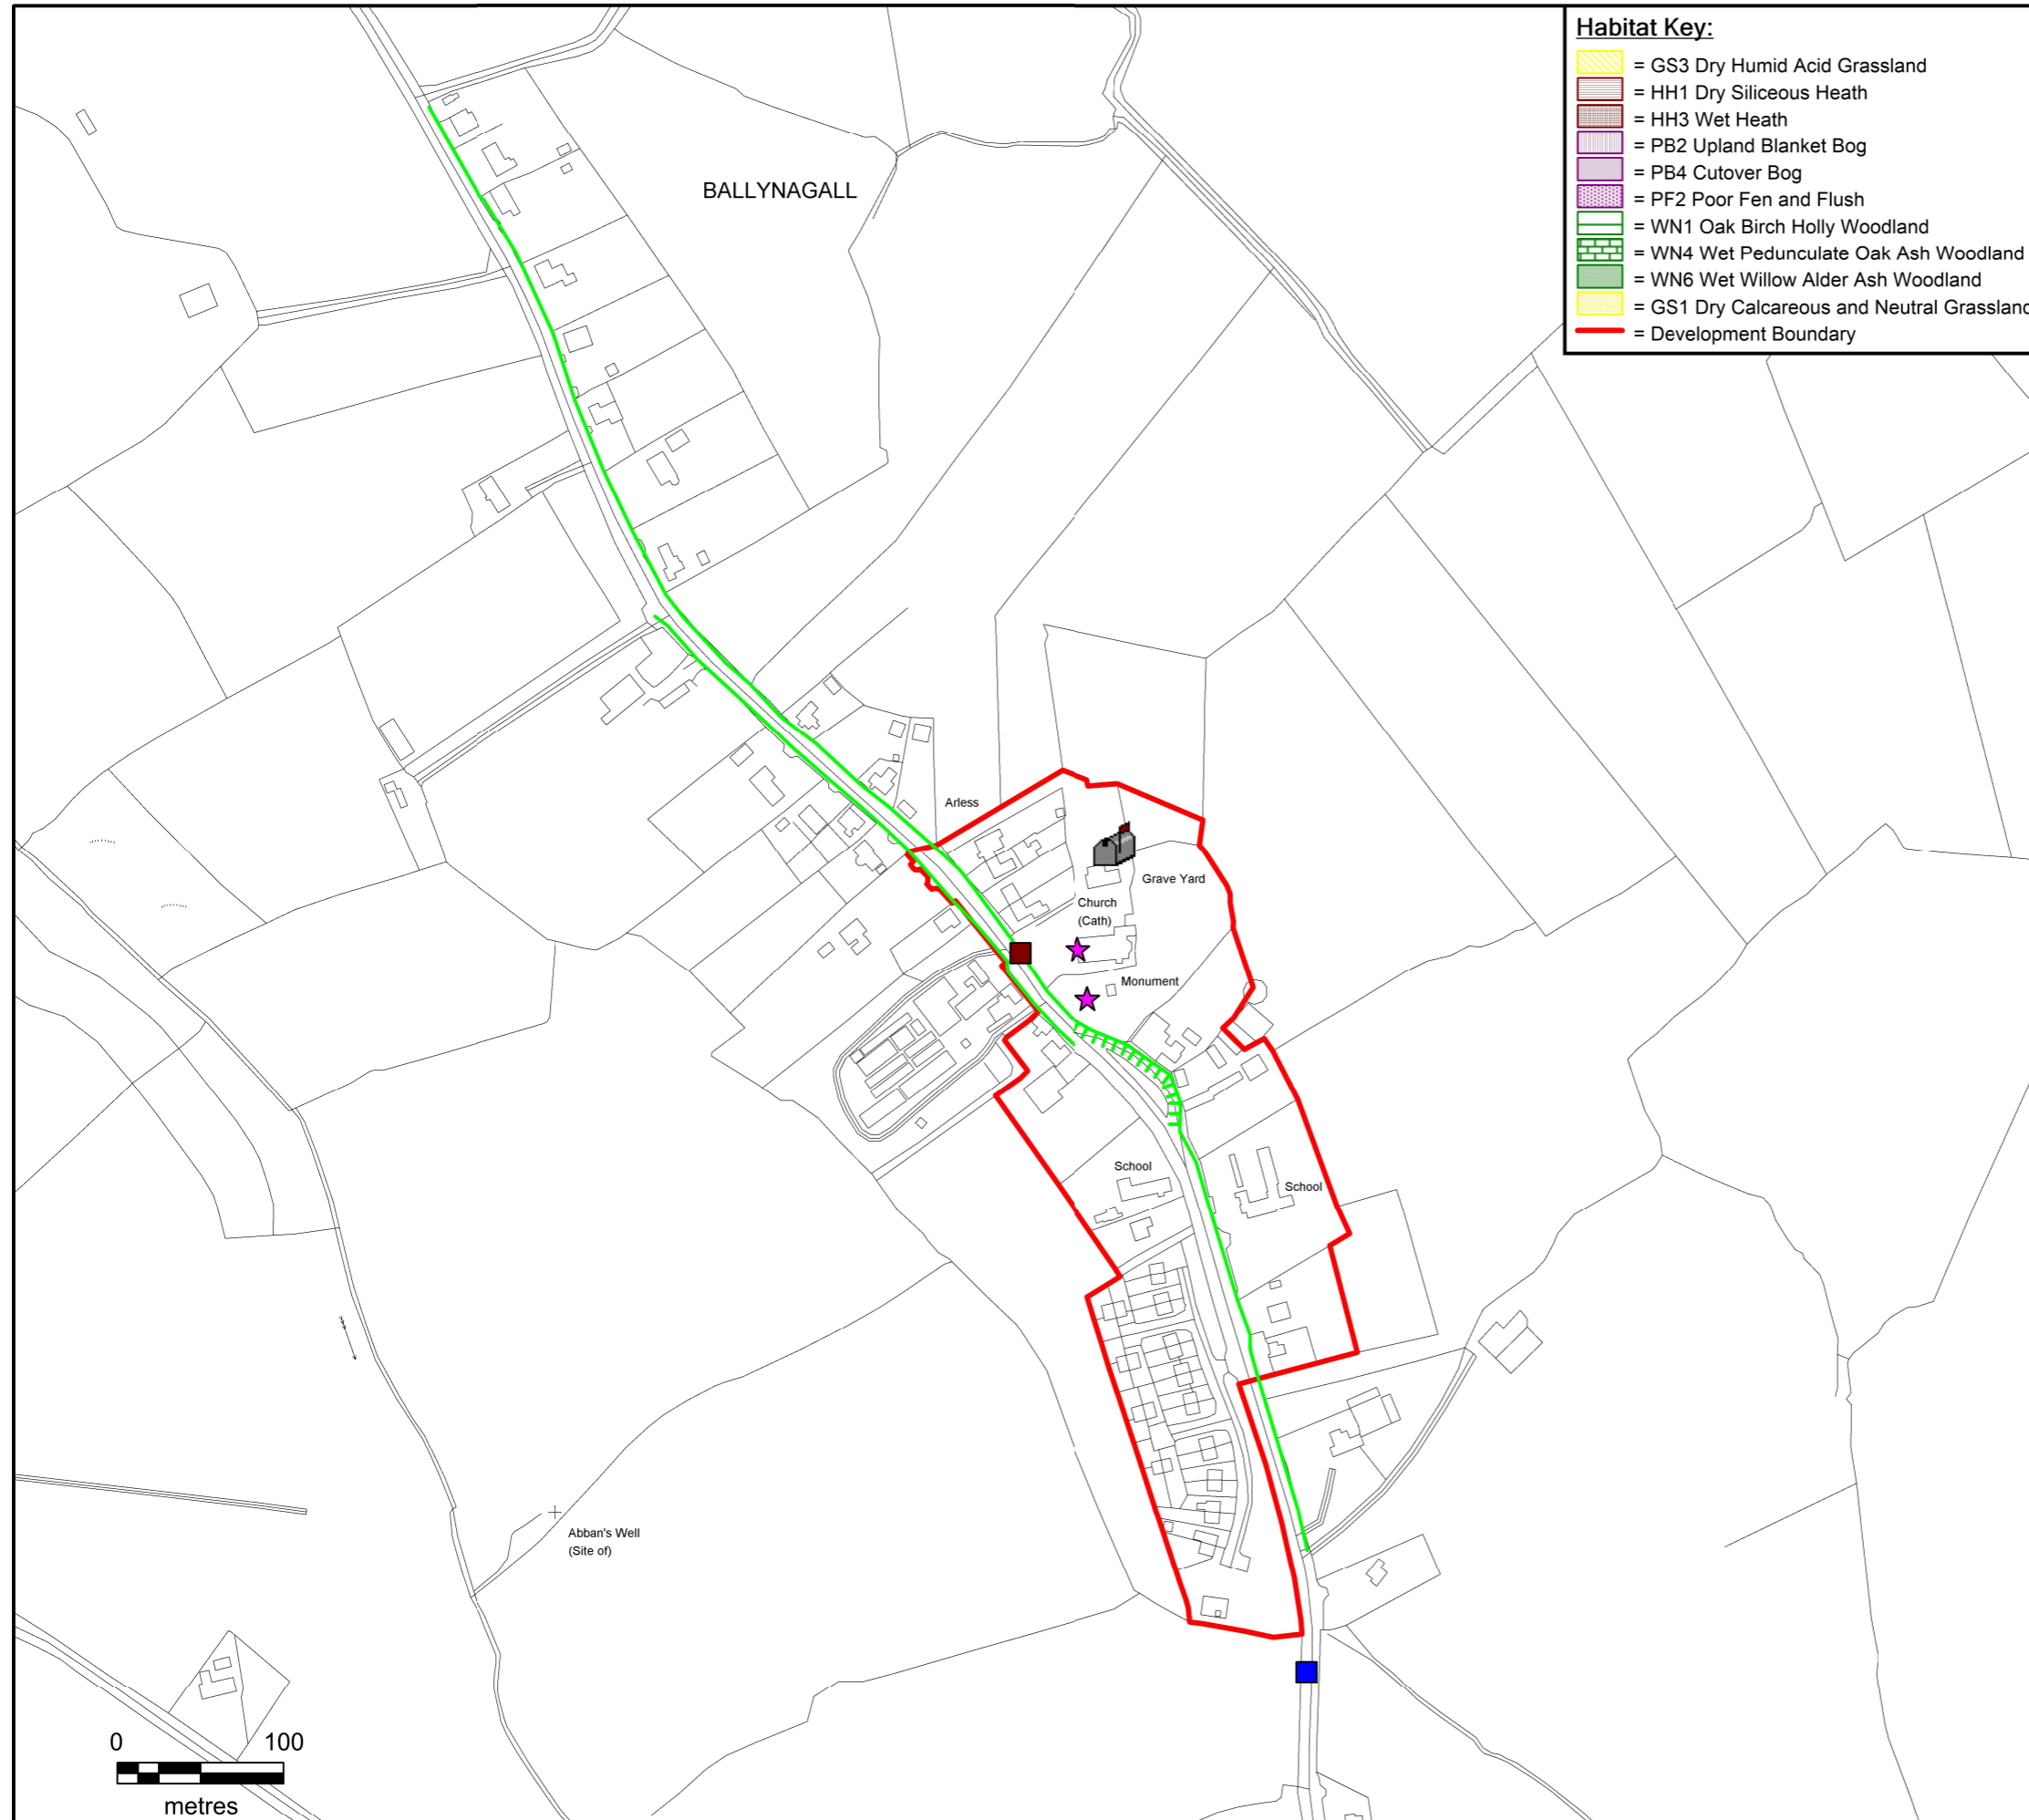 Habitat Key:
= GS3 Dry Humid Acid Grassland
= HH1 Dry Siliceous Heath
= HH3 Wet Heath
= PB2 Upland Blanket Bog
= PB4 Cutover Bog
= PF2 Poor Fen and Flush
= WN1 Oak Birch Holly Woodland
= WN4 Wet Pedunculate Oak Ash Woodland
= WN6 Wet Willow Alder Ash Woodland
= GS1 Dry Calcareous and Neutral Grassland
= Development Boundary
BALLYNAGALL
Arless
Grave Yard
Church
(Cath)
Monument
School
School
Abban's Well
(Site of)
0 100
metres